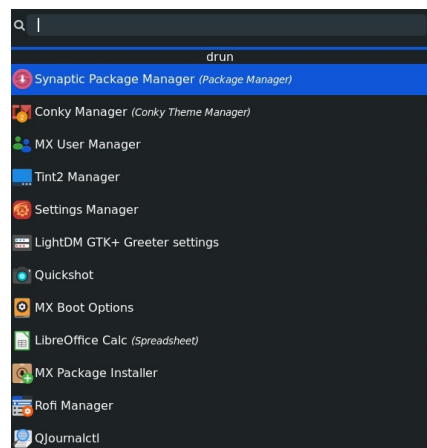 drun
Synaptic Package Manager (Package Manager)
Conky Manager (Conky Theme Manager)
MX User Manager
Tint2 Manager
Settings Manager
LightDM GTK+ Greeter settings
Quickshot
MX Boot Options
LibreOffice Calc (Spreadsheet)
MX Package Installer
Rofi Manager
QJournalctl